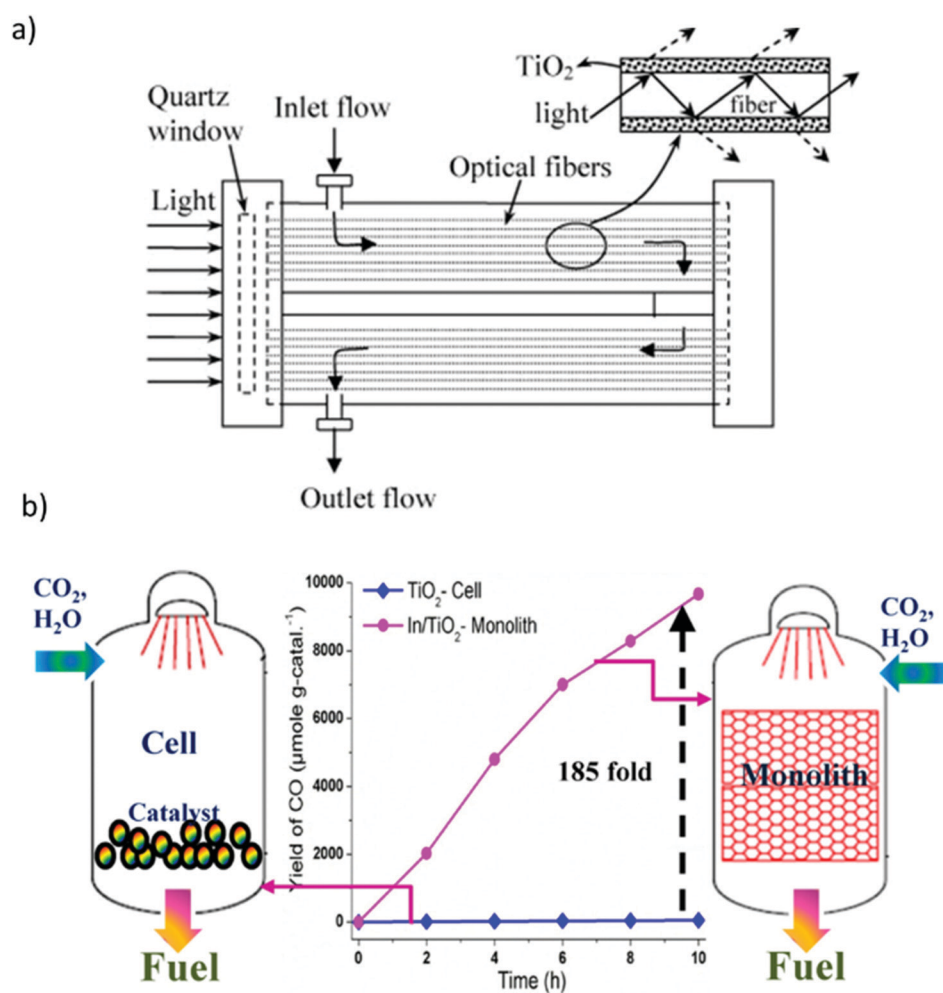 a)
TiO₂
light
fiber
Quartz
window
Inlet flow
Optical fibers
Light
Outlet flow
b)
CO₂,
H₂O
Cell
Catalyst
Fuel
Yield of CO (µmole g-catal.⁻¹)
10000
8000
6000
4000
2000
0
TiO₂- Cell
In/TiO₂- Monolith
185 fold
0 2 4 6 8 10
Time (h)
CO₂,
H₂O
Monolith
Fuel